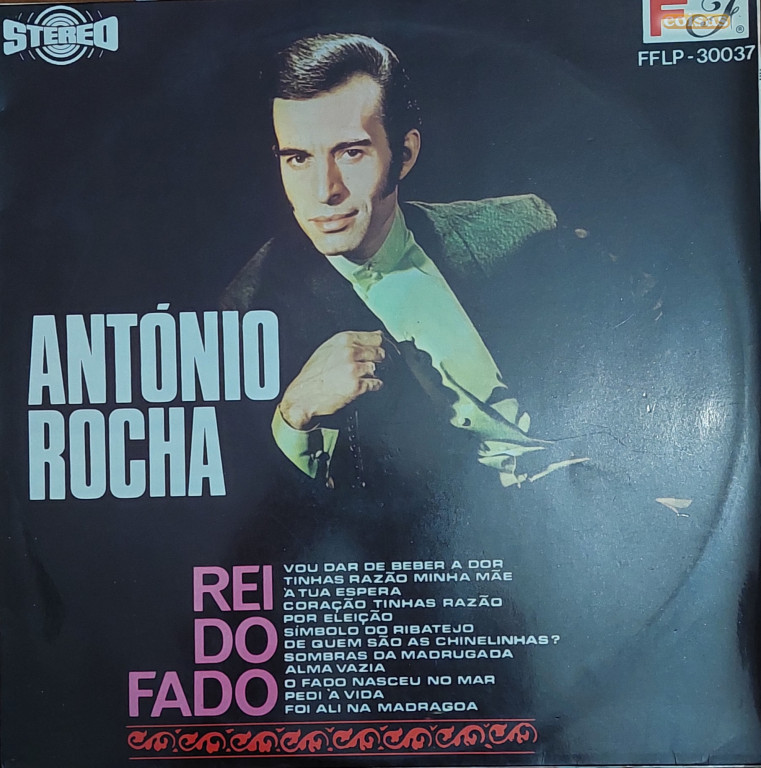 STEREO
F
coisas
®
FFLP-30037
ANTÓNIO
ROCHA
REI
DO
FADO
VOU DAR DE BEBER A DOR
TINHAS RAZÃO MINHA MÃE
À TUA ESPERA
CORAÇÃO TINHAS RAZÃO
POR ELEIÇÃO
SÍMBOLO DO RIBATEJO
DE QUEM SÃO AS CHINELINHAS?
SOMBRAS DA MADRUGADA
ALMA VAZIA
O FADO NASCEU NO MAR
PEDI À VIDA
FOI ALI NA MADRAGOA